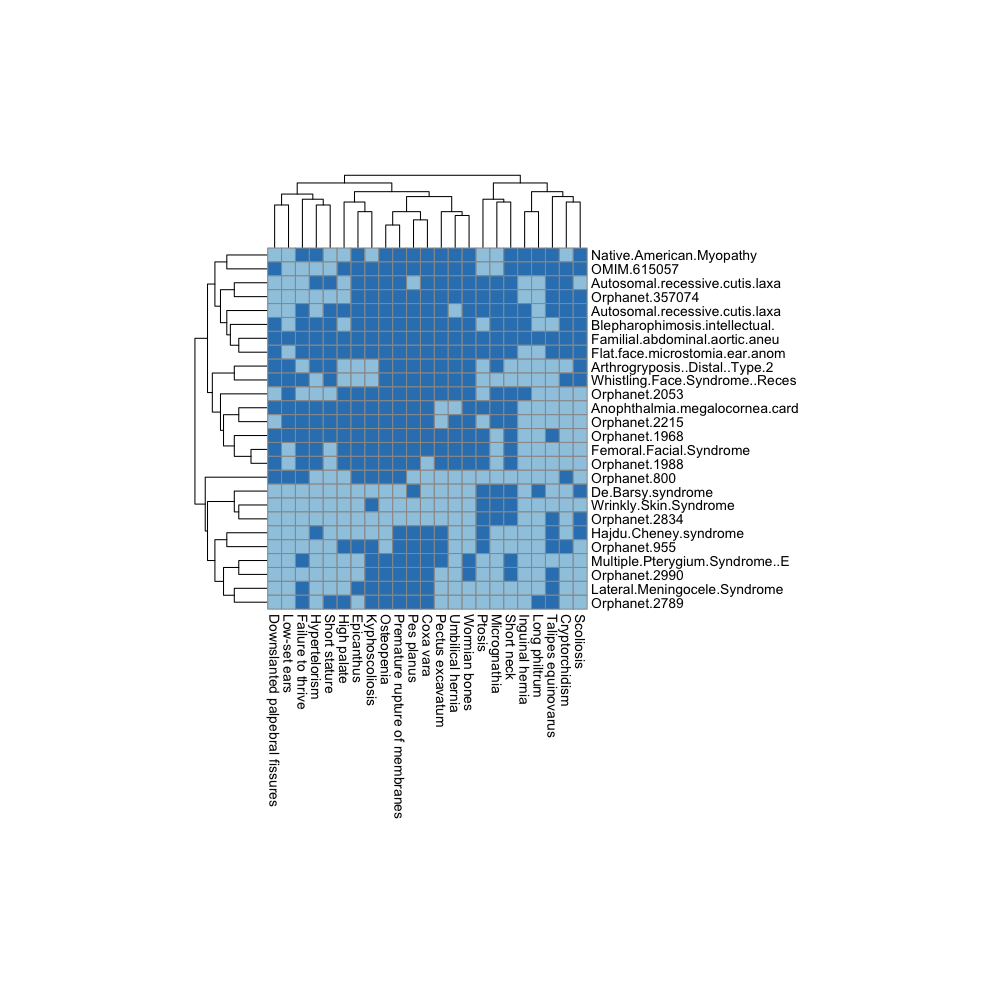 Native.American.Myopathy
OMIM.615057
Autosomal.recessive.cutis.laxa
Orphanet.357074
Autosomal.recessive.cutis.laxa
Blepharophimosis.intellectual.
Familial.abdominal.aortic.aneu
Flat.face.microstomia.ear.anom
Arthrogryposis..Distal..Type.2
Whistling.Face.Syndrome..Reces
Orphanet.2053
Anophthalmia.megalocornea.card
Orphanet.2215
Orphanet.1968
Femoral.Facial.Syndrome
Orphanet.1988
Orphanet.800
De.Barsy.syndrome
Wrinkly.Skin.Syndrome
Orphanet.2834
Hajdu.Cheney.syndrome
Orphanet.955
Multiple.Pterygium.Syndrome..E
Orphanet.2990
Lateral.Meningocele.Syndrome
Orphanet.2789
Downslanted palpebral fissures
Low-set ears
Failure to thrive
Hypertelorism
Short stature
High palate
Epicanthus
Kyphoscoliosis
Osteopenia
Premature rupture of membranes
Pes planus
Coxa vara
Pectus excavatum
Umbilical hernia
Wormian bones
Ptosis
Micrognathia
Short neck
Inguinal hernia
Long philtrum
Talipes equinovarus
Cryptorchidism
Scoliosis